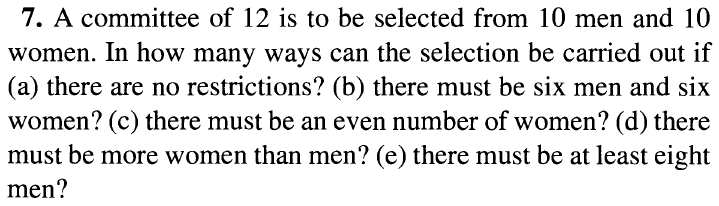 7. A committee of 12 is to be selected from 10 men and 10
women. In how many ways can the selection be carried out if
(a) there are no restrictions? (b) there must be six men and six
women? (c) there must be an even number of women? (d) there
must be more women than men? (e) there must be at least eight
men?